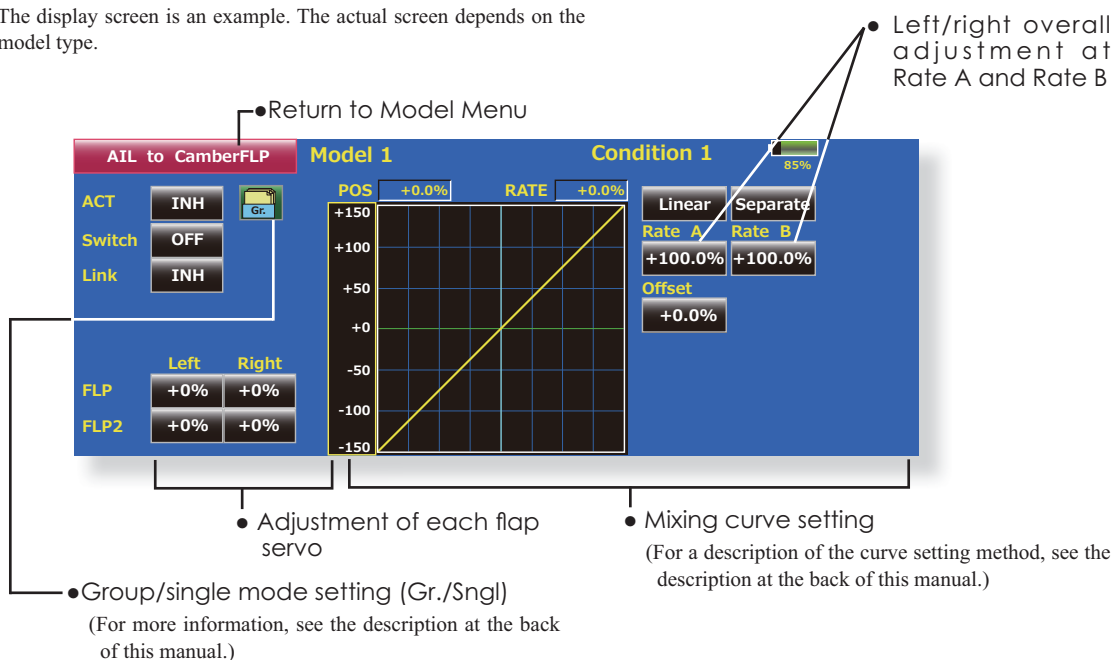 The display screen is an example. The actual screen depends on the
model type.
● Left/right overall
adjustment at
Rate A and Rate B
●Return to Model Menu
AIL to CamberFLP
Model 1
Condition 1
85%
ACT
INH
Gr.
Switch
OFF
Link
INH
Left
Right
FLP
+0%
+0%
FLP2
+0%
+0%
POS
+0.0%
RATE
+0.0%
+150
+100
+50
+0
-50
-100
-150
Linear
Separate
Rate A
Rate B
+100.0%
+100.0%
Offset
+0.0%
● Adjustment of each flap
servo
● Mixing curve setting
(For a description of the curve setting method, see the
description at the back of this manual.)
●Group/single mode setting (Gr./Sngl)
(For more information, see the description at the back
of this manual.)